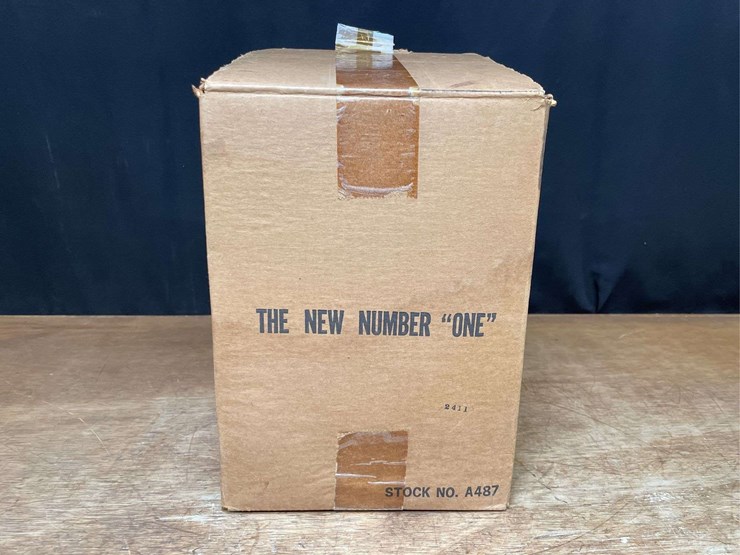 THE NEW NUMBER “ONE”
2411
STOCK NO. A487